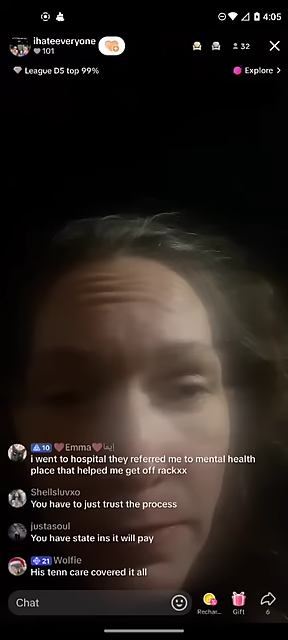 4:05
ihateeveryone
101
32
League D5 top 99%
Explore >
10 Emma
i went to hospital they referred me to mental health
place that helped me get off rackxx
Shellsluvxo
You have to just trust the process
justasoul
You have state ins it will pay
21 Wolfie
His tenn care covered it all
Chat
Rechar...
Gift
6